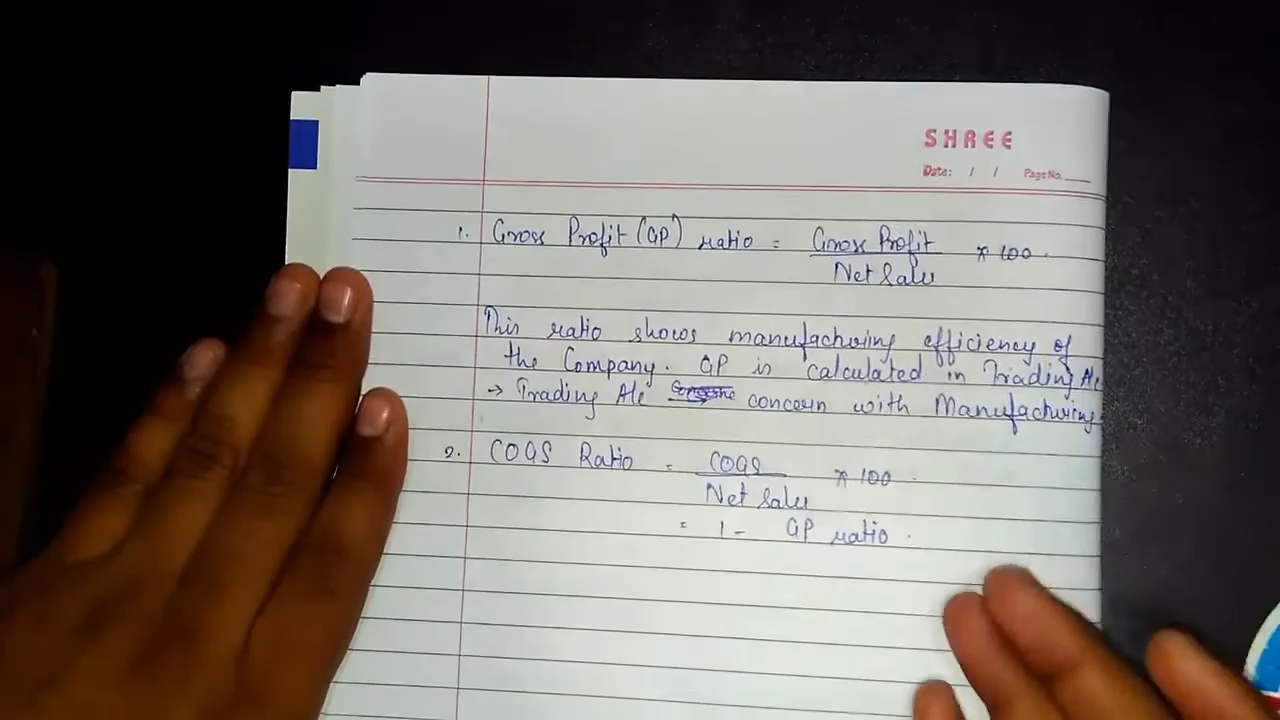 SHREE
Date: / / Page No.
1. Gross Profit (GP) ratio = Gross Profit * 100.
Net Sales
This ratio shows manufacturing efficiency of
the Company. GP is calculated in Trading A/c
→ Trading A/c concern with Manufacturing
2. COGS Ratio = COGS * 100.
Net Sales
= 1 - GP ratio.